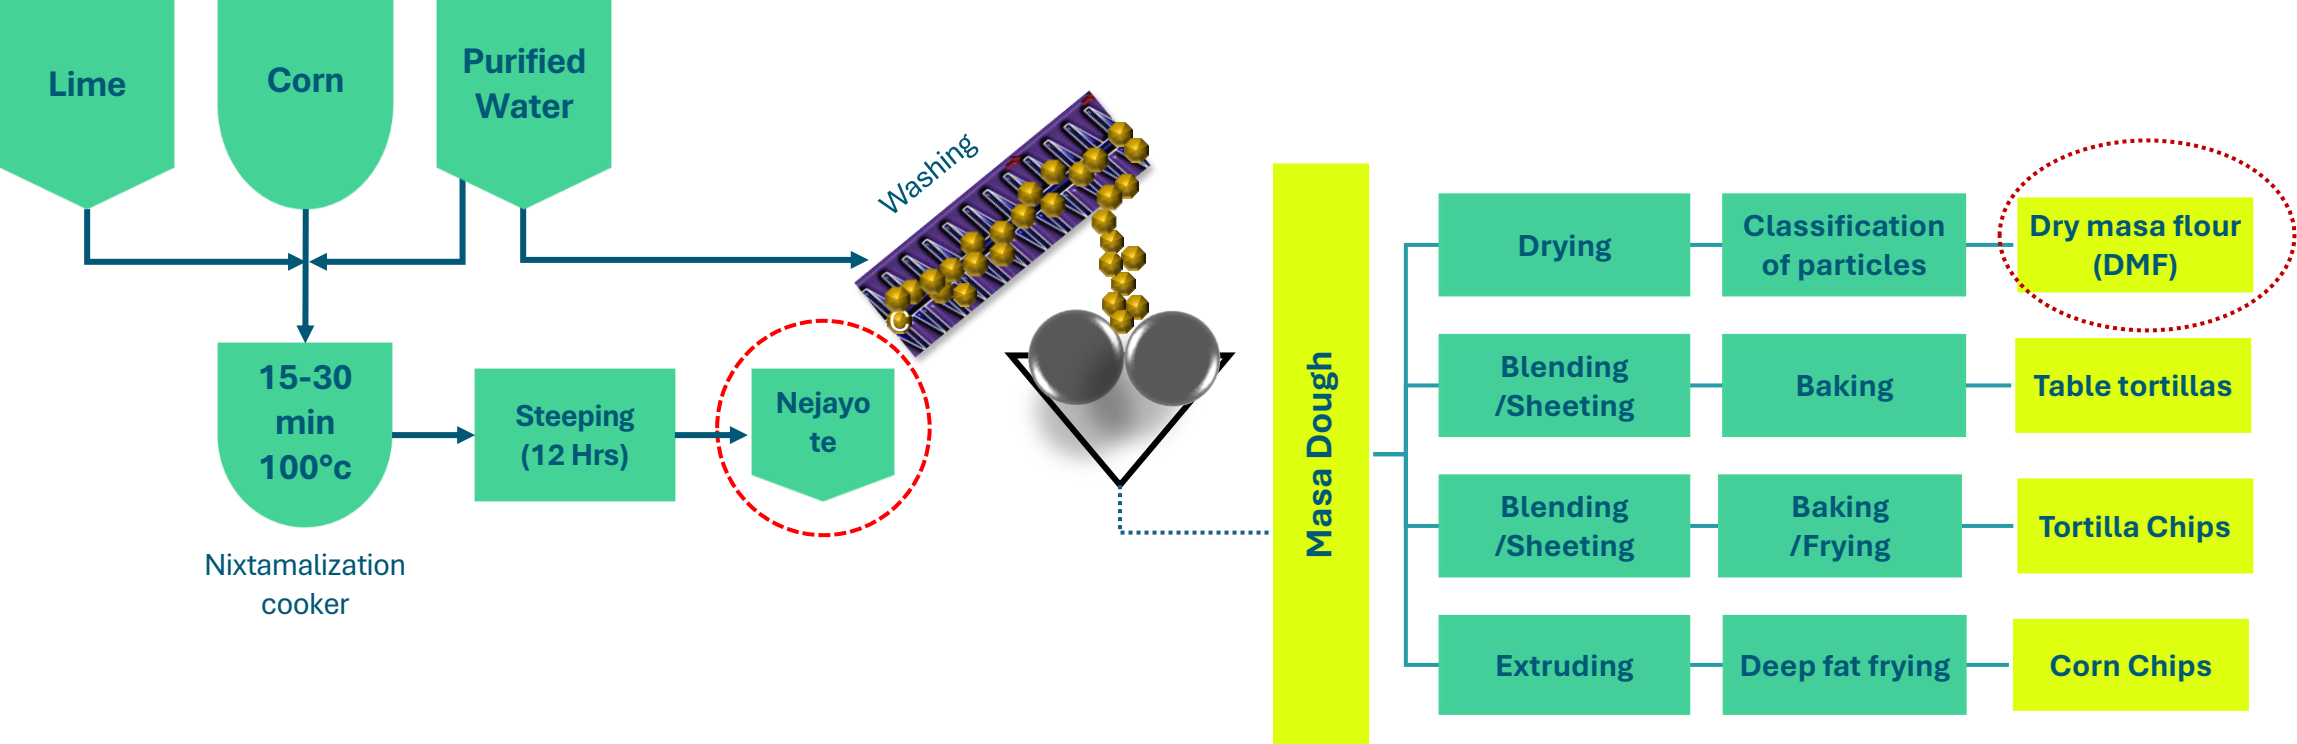 Lime
Corn
Purified
Water
Washing
C
15-30
min
100°c
Nixtamalization
cooker
Steeping
(12 Hrs)
Nejayo
te
Masa Dough
Drying
Classification
of particles
Dry masa flour
(DMF)
Blending
/Sheeting
Baking
Table tortillas
Blending
/Sheeting
Baking
/Frying
Tortilla Chips
Extruding
Deep fat frying
Corn Chips